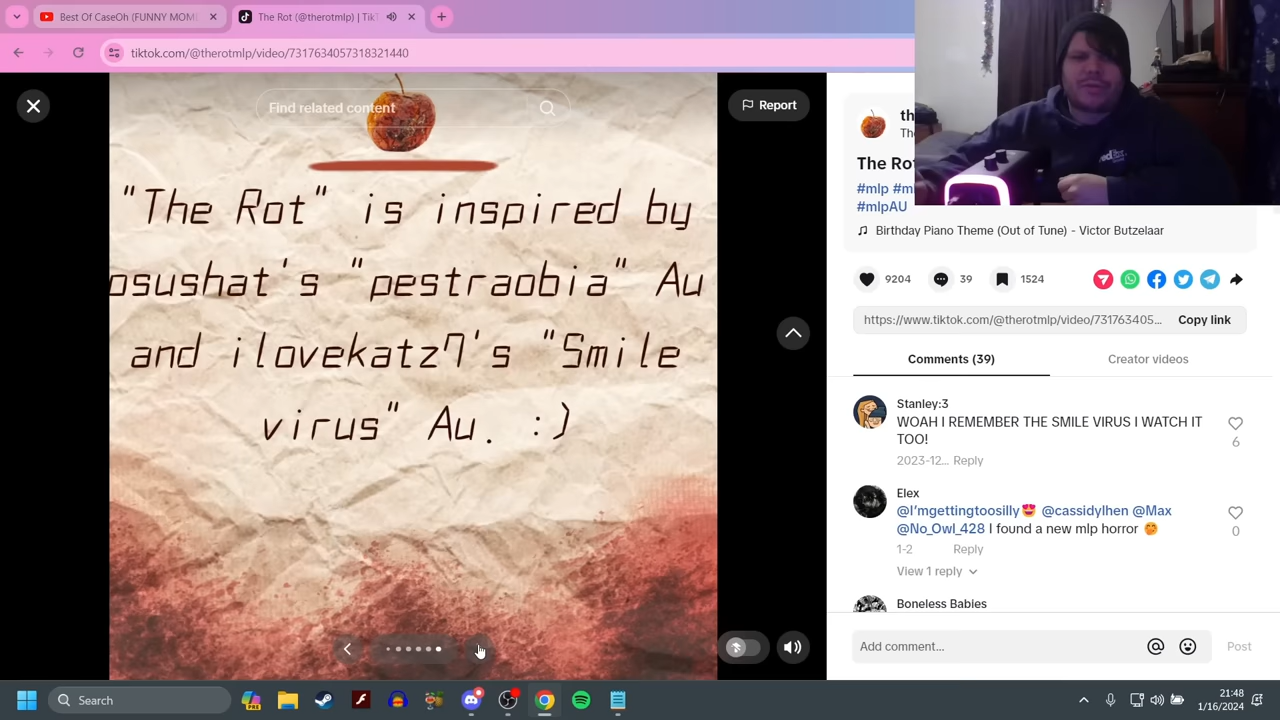 Best Of CaseOh (FUNNY MOM
The Rot (@therotmlp) | Tik
tiktok.com/@therotmlp/video/7317634057318321440
Find related content
Report
"The Rot" is inspired by
osushat's "pestraobia" Au
and ilovekatz7's "Smile
virus" Au. :)
th
The
The Ro
#mlp #m
#mlpAU
Birthday Piano Theme (Out of Tune) - Victor Butzelaar
9204
39
1524
https://www.tiktok.com/@therotmlp/video/731763405...
Copy link
Comments (39)
Creator videos
Stanley:3
WOAH I REMEMBER THE SMILE VIRUS I WATCH IT
TOO!
6
2023-12... Reply
Elex
@I'mgettingtoosilly😍 @cassidylhen @Max
@No_Owl_428 I found a new mlp horror 🤭
0
1-2 Reply
View 1 reply
Boneless Babies
Add comment...
Post
Search
21:48
1/16/2024